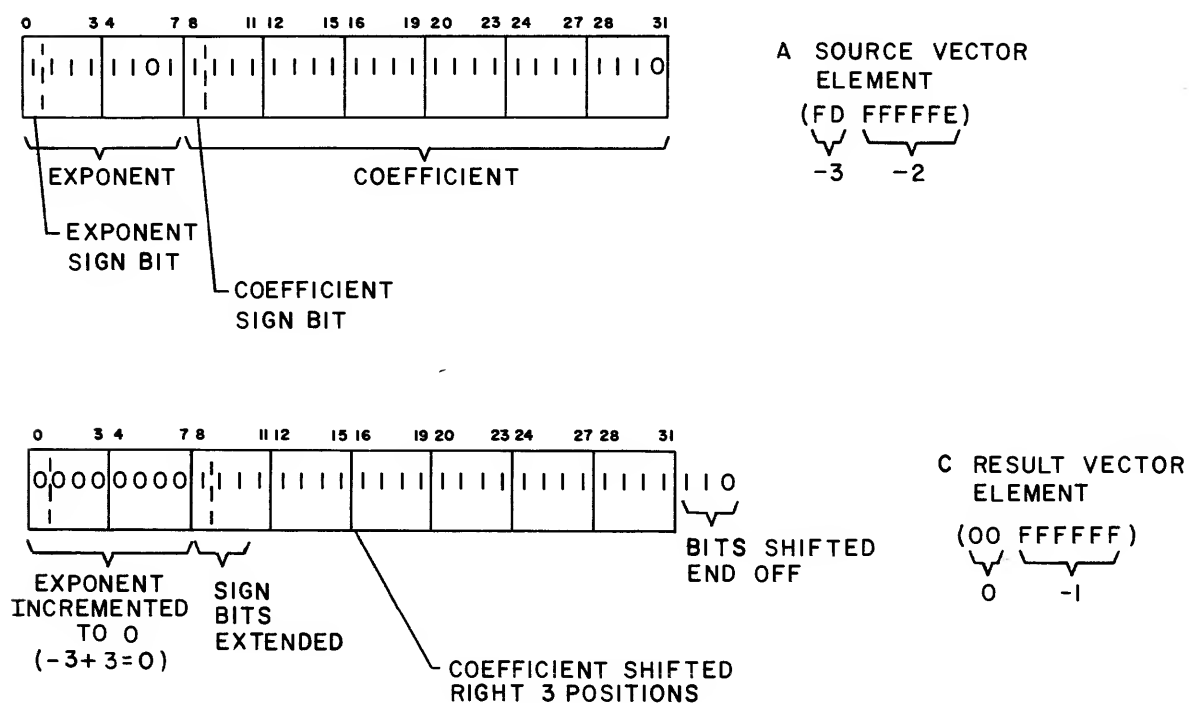 0 3 4 7 8 11 12 15 16 19 20 23 24 27 28 31
1 1 1 1 1 1 0 1 1 1 1 1 1 1 1 1 1 1 1 1 1 1 1 1 1 1 1 1 1 1 1 0
A SOURCE VECTOR
ELEMENT
(FD FFFFFE)
-3 -2
EXPONENT COEFFICIENT
EXPONENT
SIGN BIT
COEFFICIENT
SIGN BIT
0 3 4 7 8 11 12 15 16 19 20 23 24 27 28 31
0 0 0 0 0 0 0 0 1 1 1 1 1 1 1 1 1 1 1 1 1 1 1 1 1 1 1 1 1 1 1 1 1 1 0
C RESULT VECTOR
ELEMENT
(00 FFFFFF)
0 -1
BITS SHIFTED
END OFF
EXPONENT
INCREMENTED
TO 0
(-3+3=0)
SIGN
BITS
EXTENDED
COEFFICIENT SHIFTED
RIGHT 3 POSITIONS